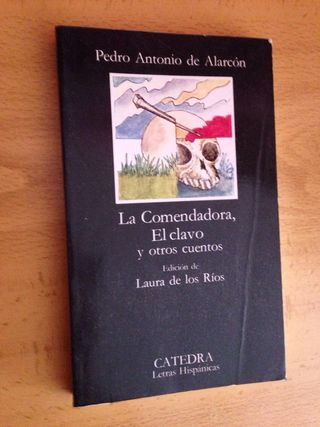 Pedro Antonio de Alarcón
La Comendadora,
El clavo
y otros cuentos
Edición de
Laura de los Ríos
CATEDRA
Letras Hispánicas